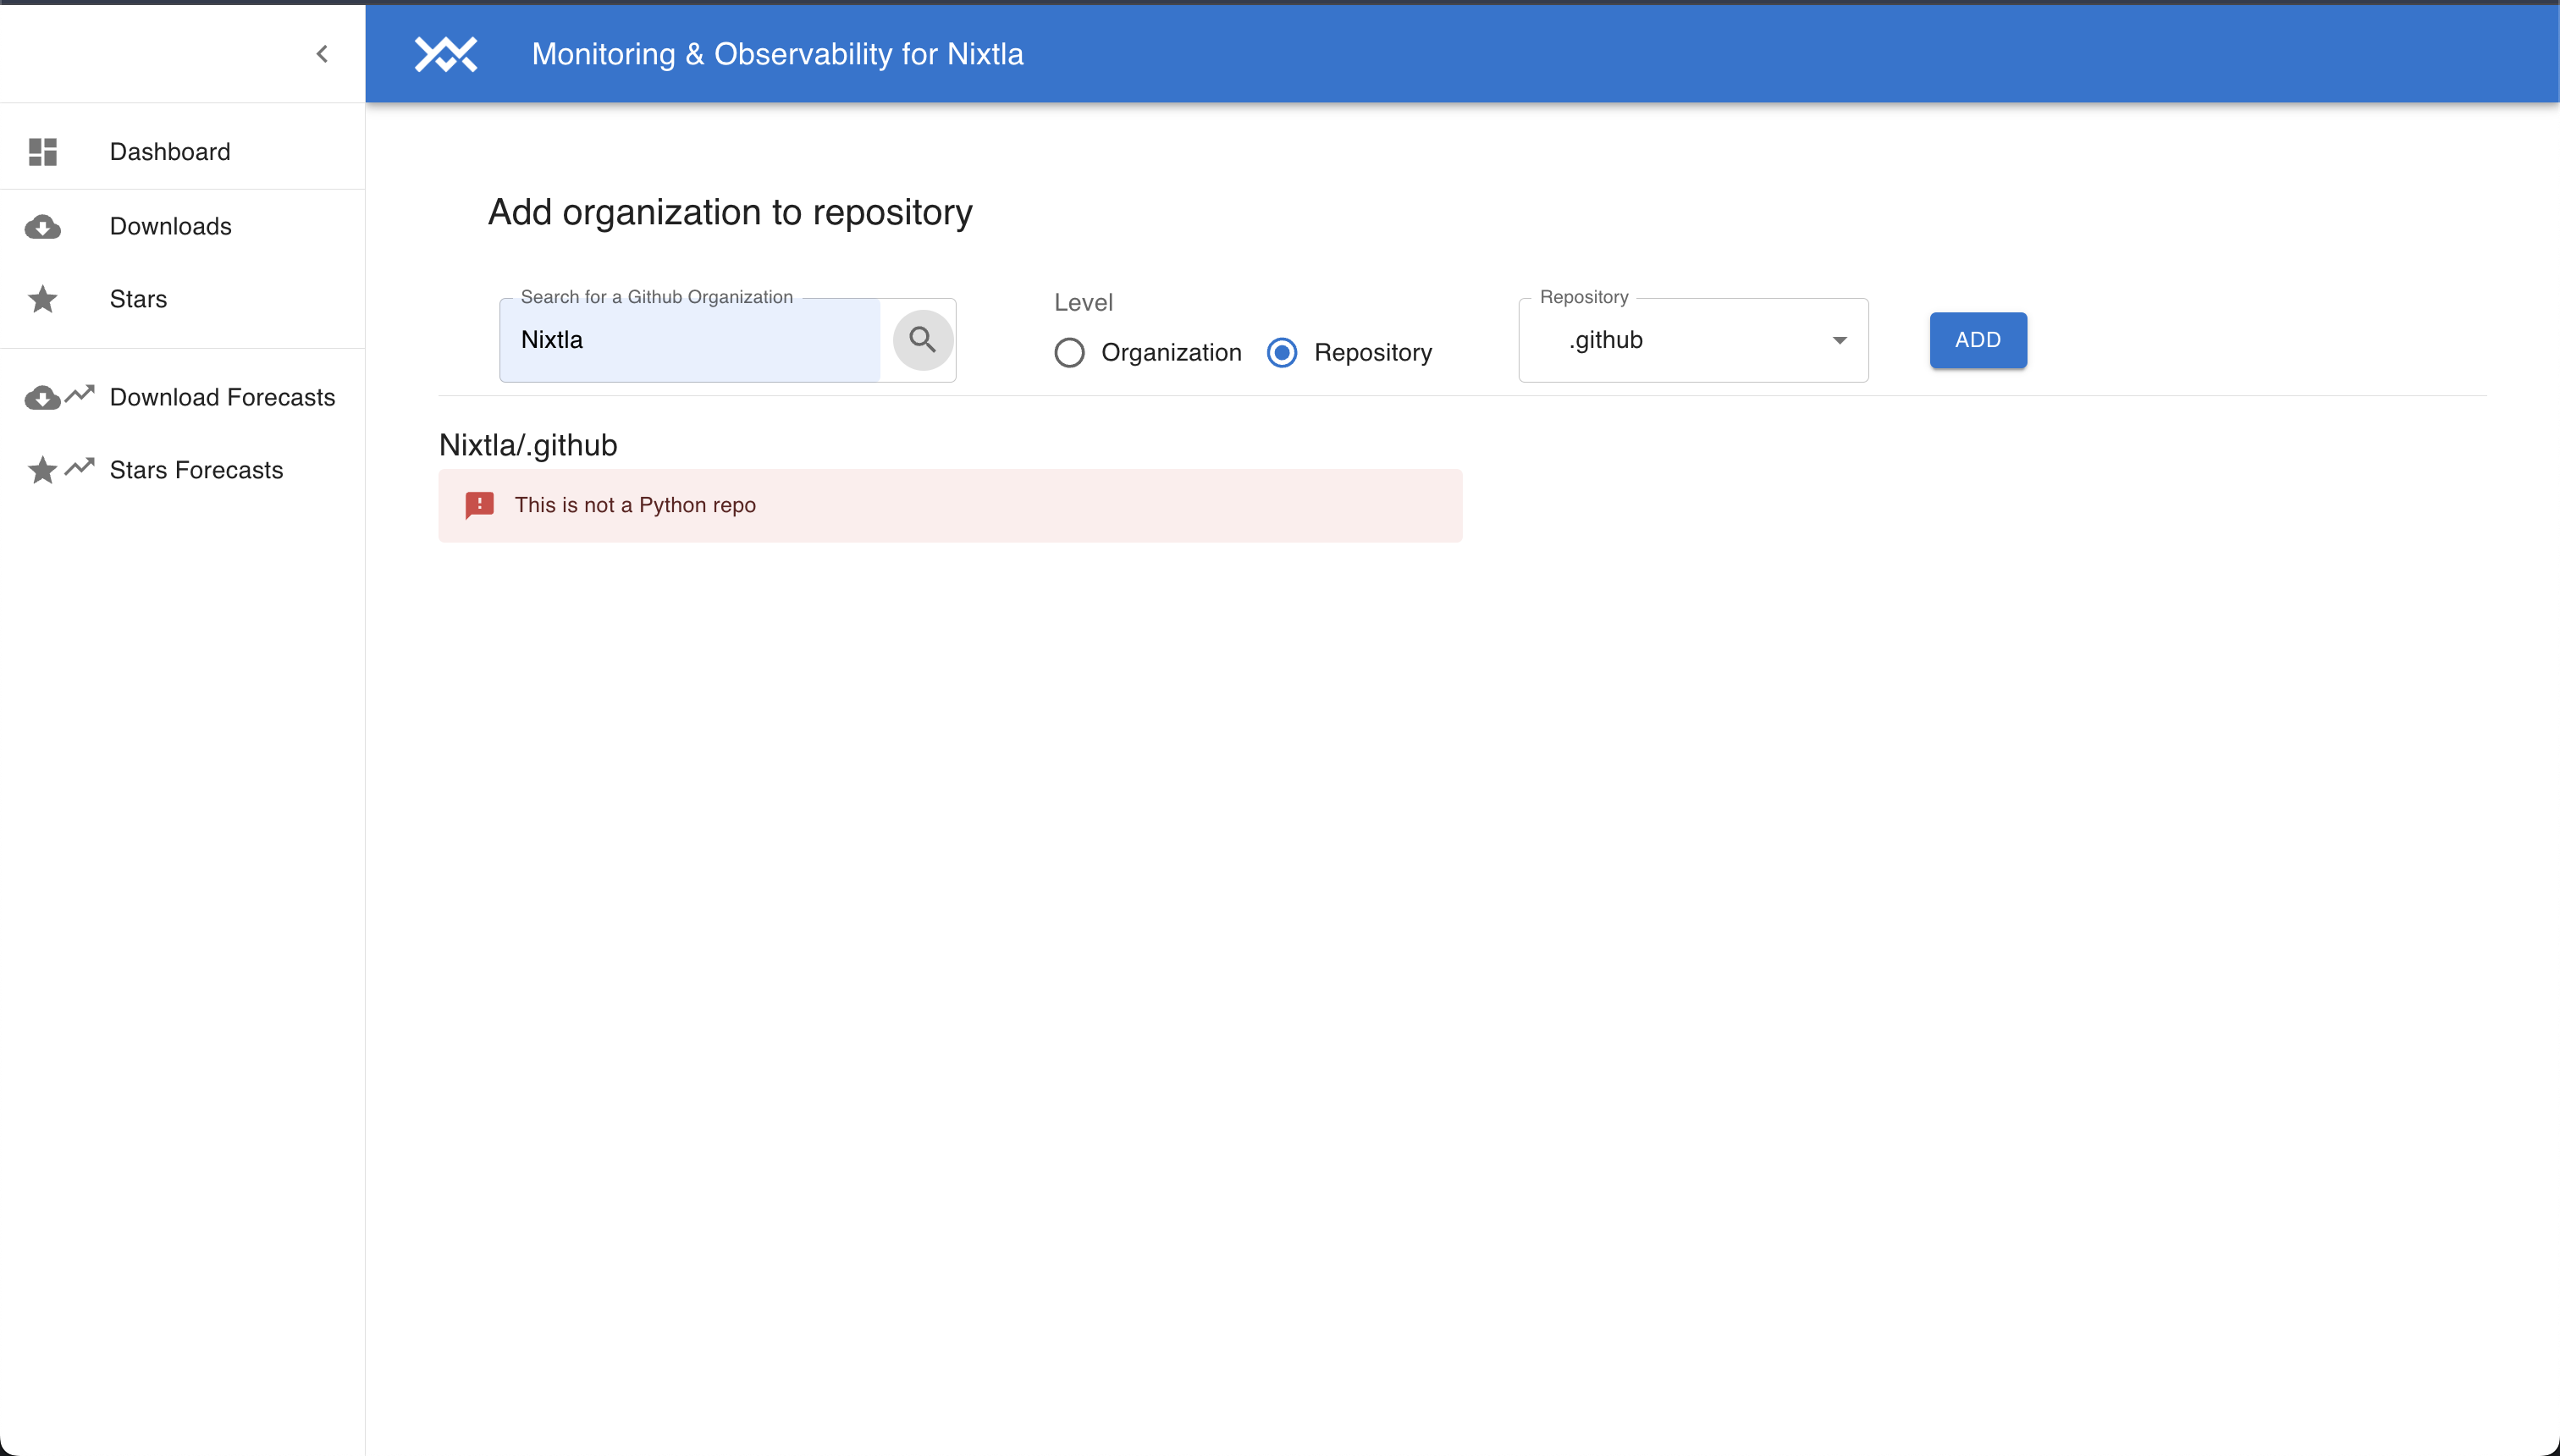 Monitoring & Observability for Nixtla
Dashboard
Downloads
Stars
Download Forecasts
Stars Forecasts
Add organization to repository
Search for a Github Organization
Nixtla
Level
Organization
Repository
Repository
.github
ADD
Nixtla/.github
This is not a Python repo